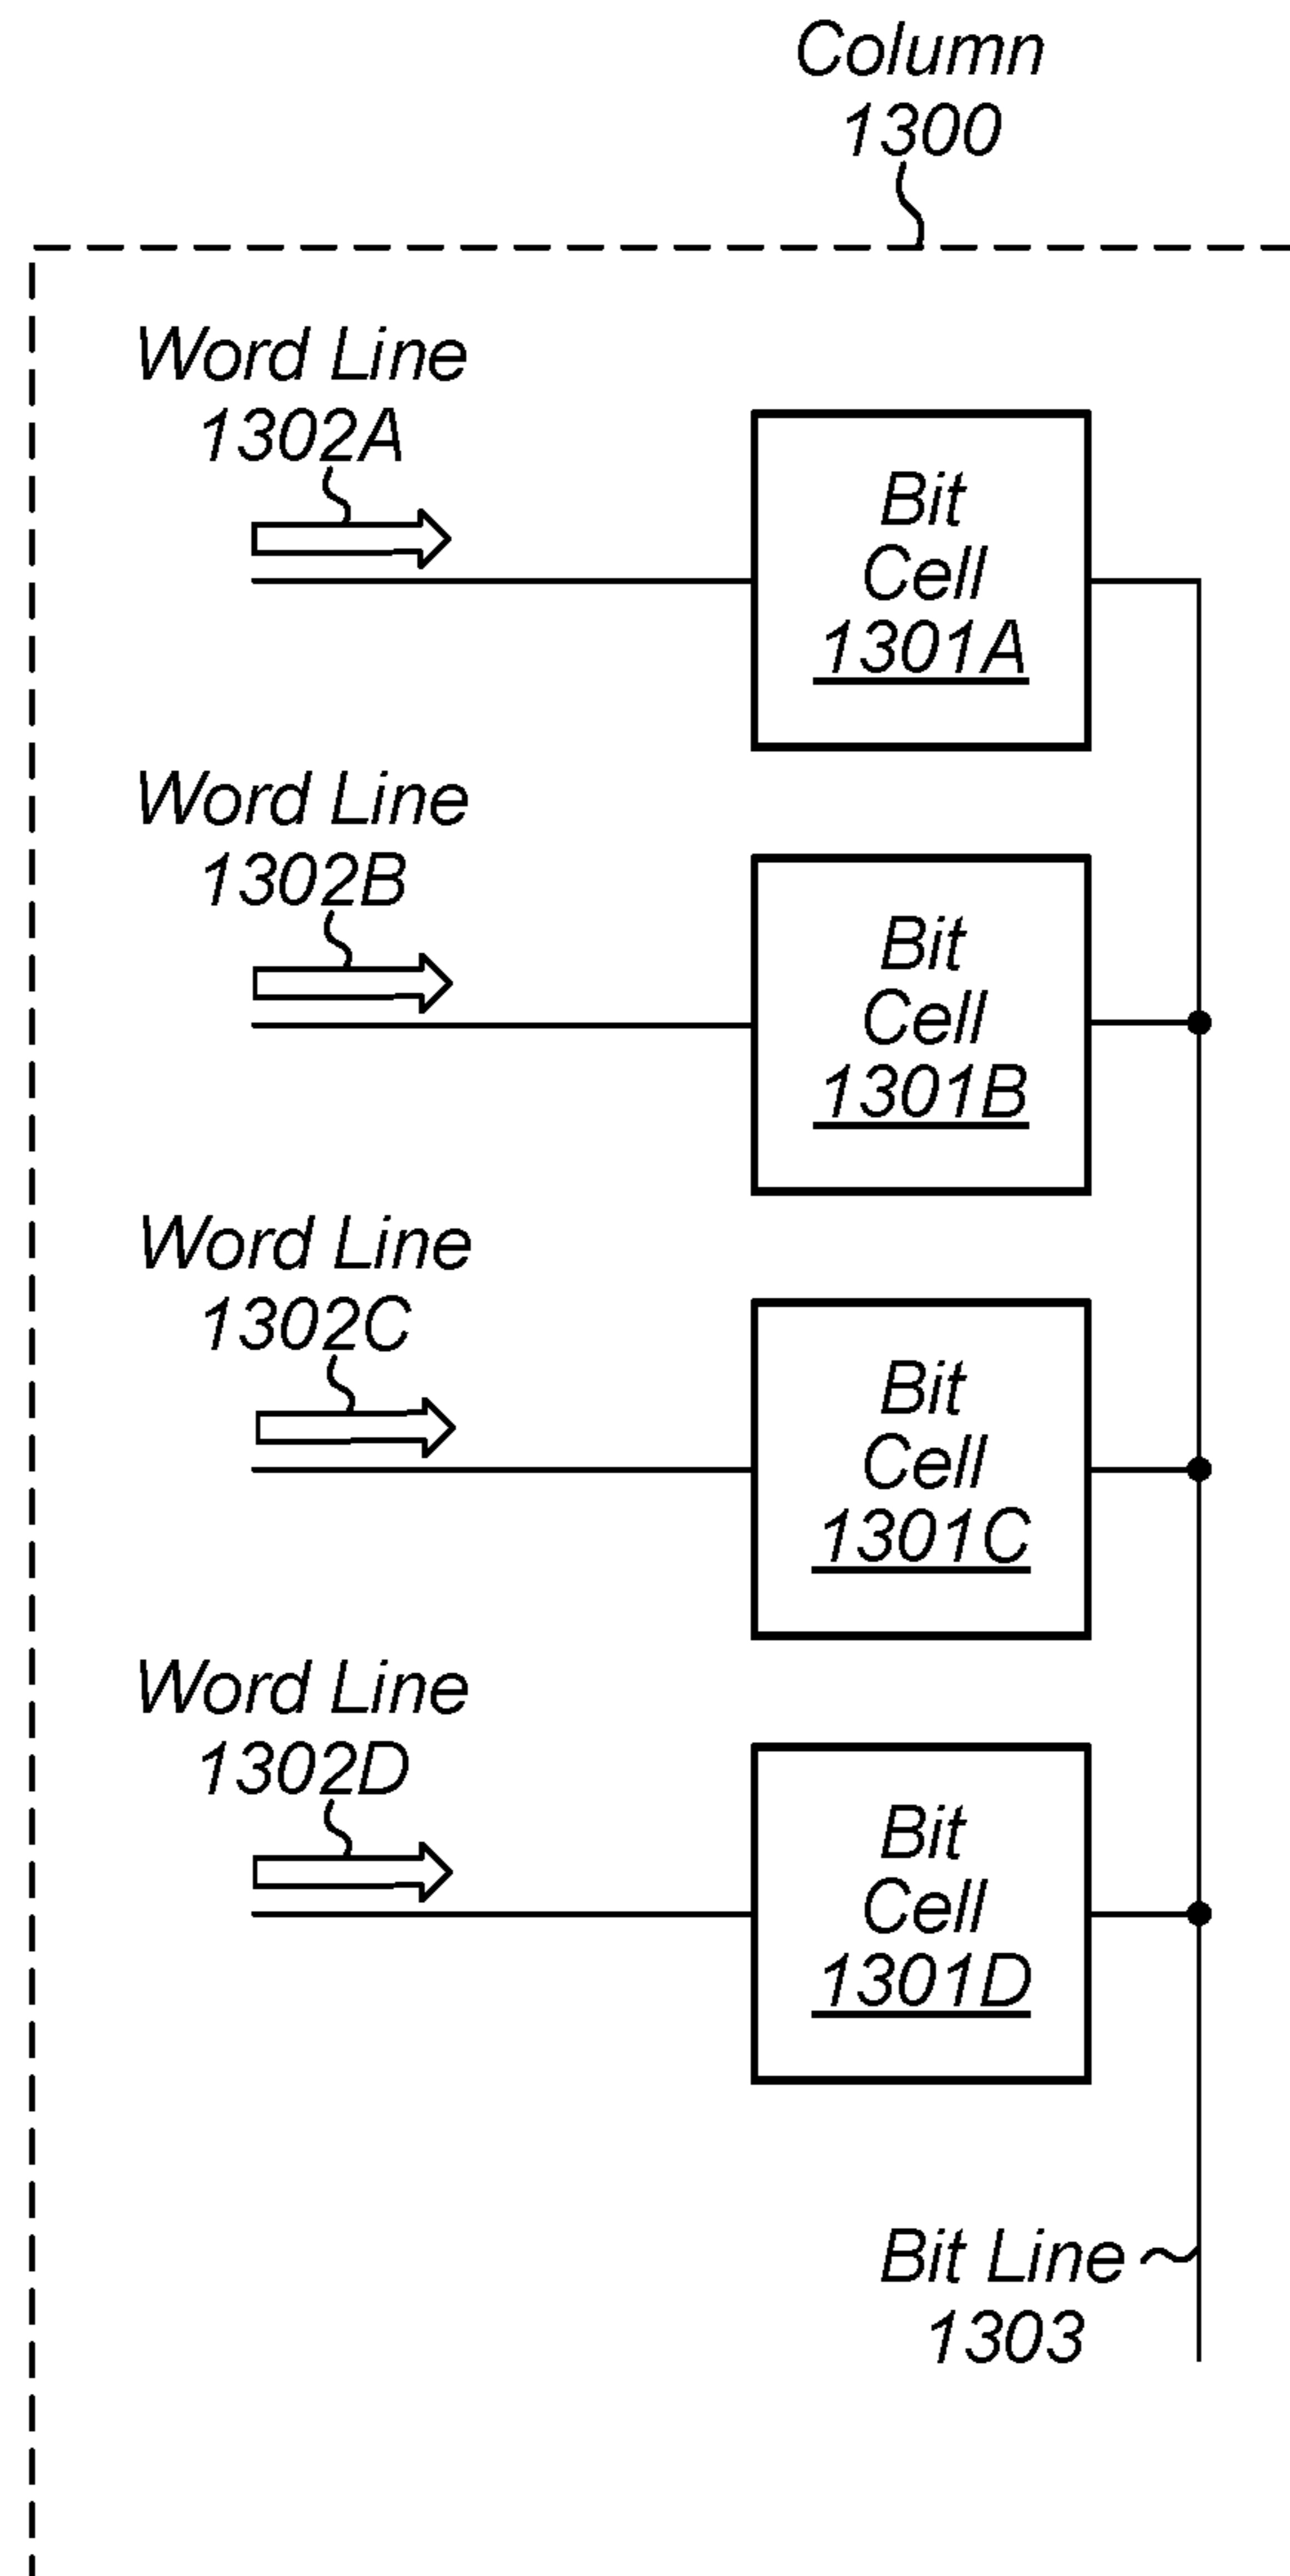 Column
1300
Word Line
1302A
Bit
Cell
1301A
Word Line
1302B
Bit
Cell
1301B
Word Line
1302C
Bit
Cell
1301C
Word Line
1302D
Bit
Cell
1301D
Bit Line
1303